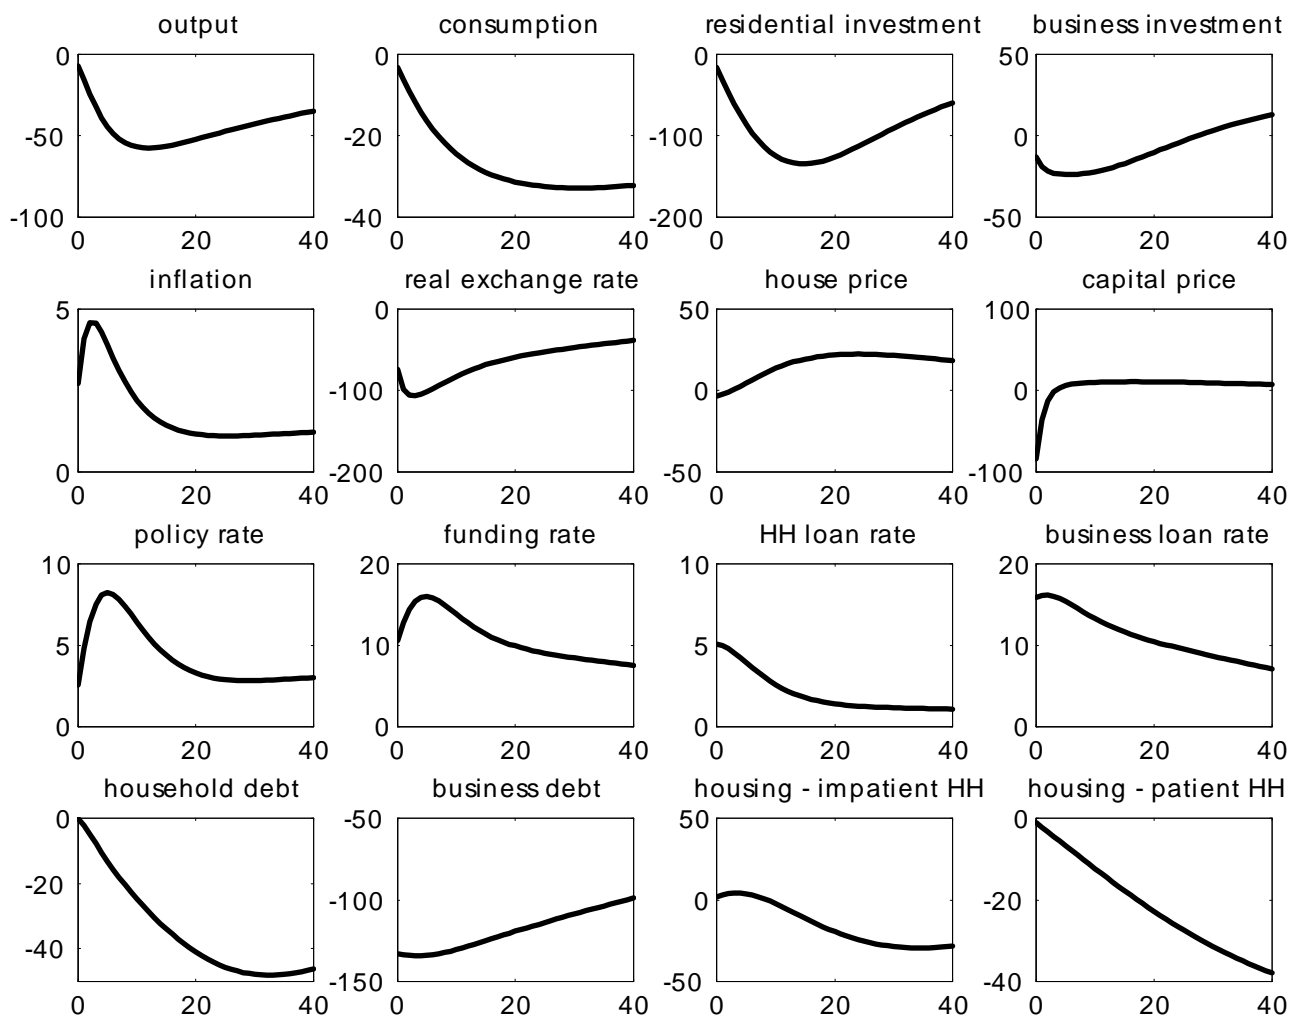 output consumption residential investment business investment
0 0 0 50
-50 -20 -100 0
-100 -40 -200 -50
0 20 40 0 20 40 0 20 40 0 20 40
inflation real exchange rate house price capital price
5 0 50 100
-100 0 0
0 -200 -50 -100
0 20 40 0 20 40 0 20 40 0 20 40
policy rate funding rate HH loan rate business loan rate
10 20 10 20
5 10 5 10
0 0 0 0
0 20 40 0 20 40 0 20 40 0 20 40
household debt business debt housing - impatient HH housing - patient HH
0 -50 50 0
-20 -100 0 -20
-40 -150 -50 -40
0 20 40 0 20 40 0 20 40 0 20 40